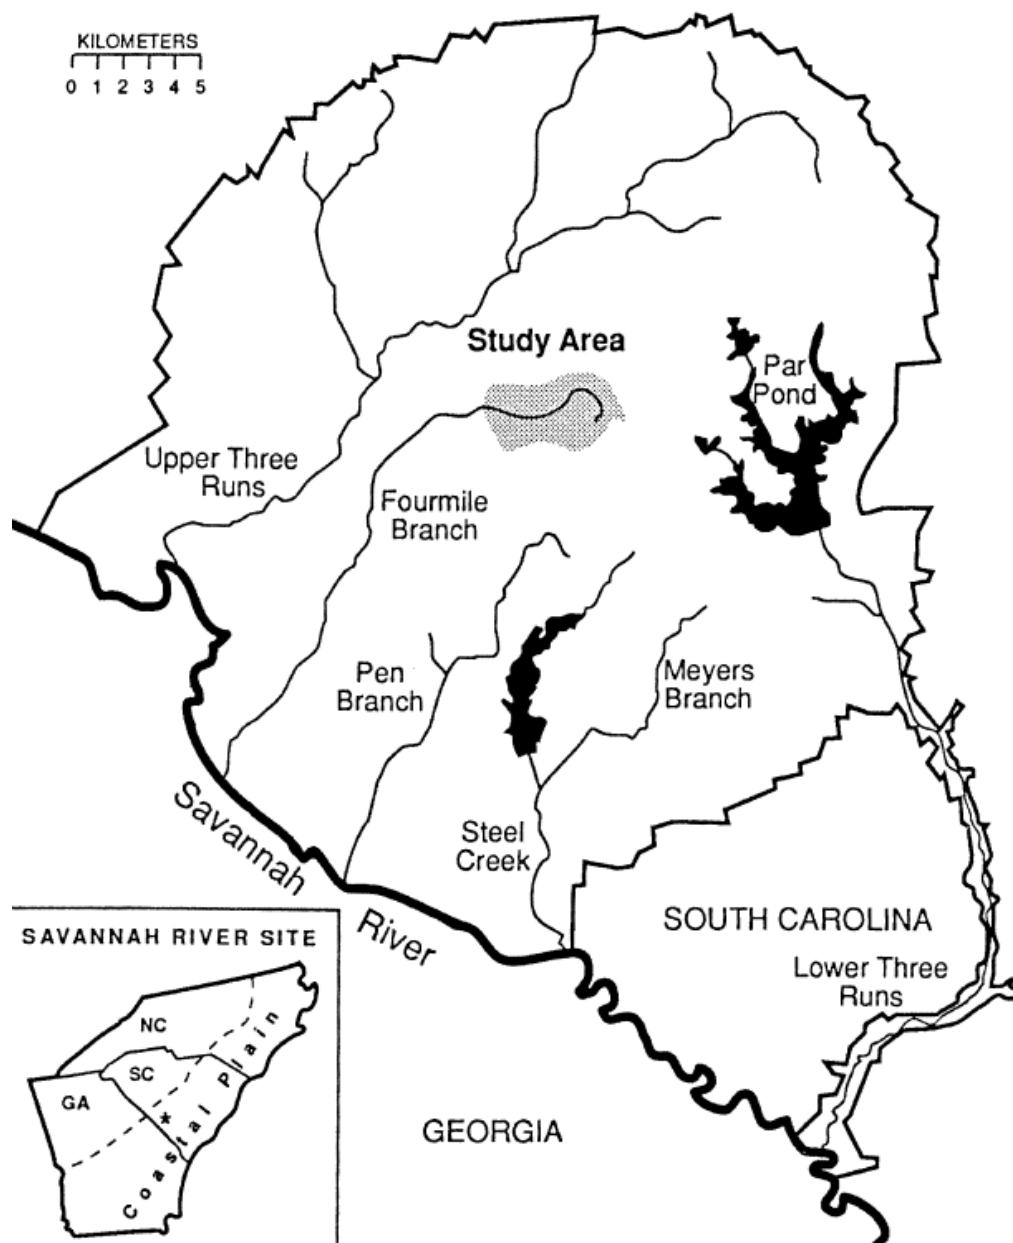 KILOMETERS
0 1 2 3 4 5
Study Area
Par
Pond
Upper Three
Runs
Fourmile
Branch
Pen
Branch
Meyers
Branch
Savannah
River
Steel
Creek
SOUTH CAROLINA
Lower Three
Runs
GEORGIA
SAVANNAH RIVER SITE
NC
SC
GA
*
Coastal Plain